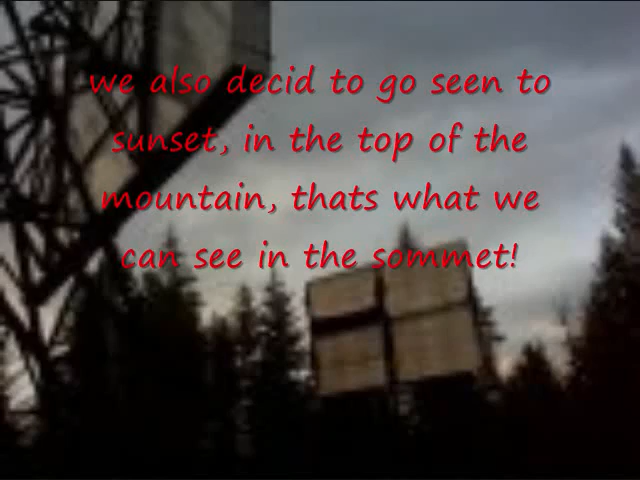 we also decid to go seen to
sunset, in the top of the
mountain, thats what we
can see in the sommet!